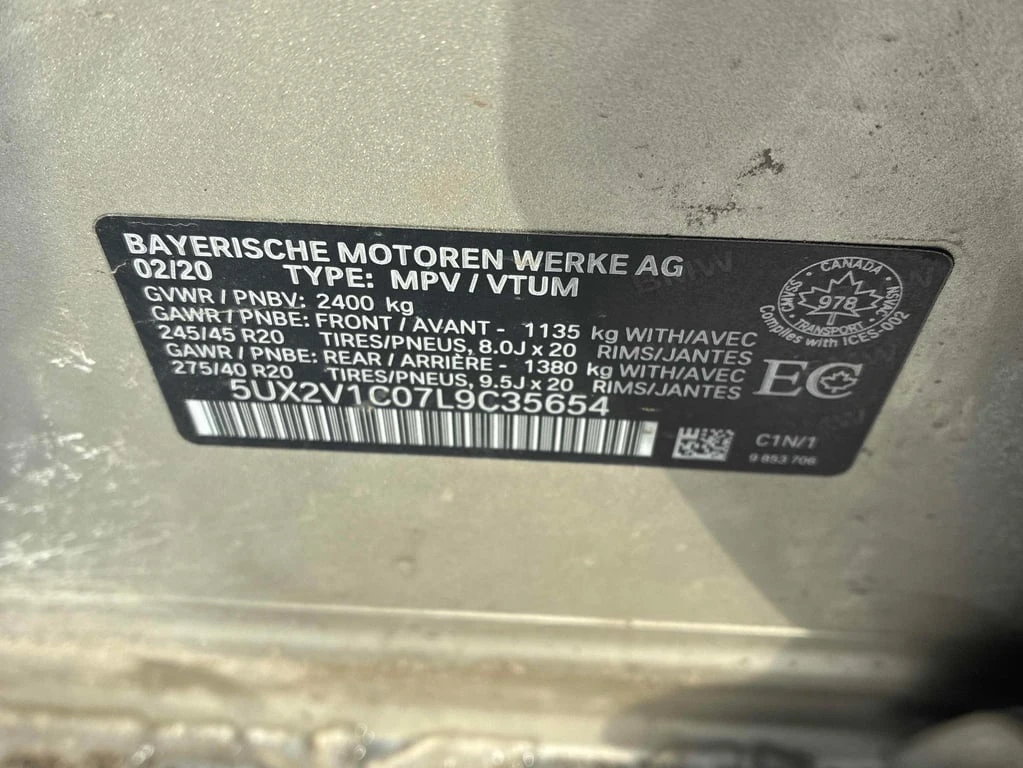 BAYERISCHE MOTOREN WERKE AG
02/20 TYPE: MPV / VTUM
GVWR / PNBV: 2400 kg
GAWR / PNBE: FRONT / AVANT - 1135 kg WITH/AVEC
245/45 R20 TIRES/PNEUS, 8.0J x 20 RIMS/JANTES
GAWR / PNBE: REAR / ARRIÈRE - 1380 kg WITH/AVEC
275/40 R20 TIRES/PNEUS, 9.5J x 20 RIMS/JANTES
5UX2V1C07L9C35654
CANADA
CMVSS
NSVAC
978
TRANSPORT
Complies with ICES-002
EC
C1N/1
9 853 706
BMW